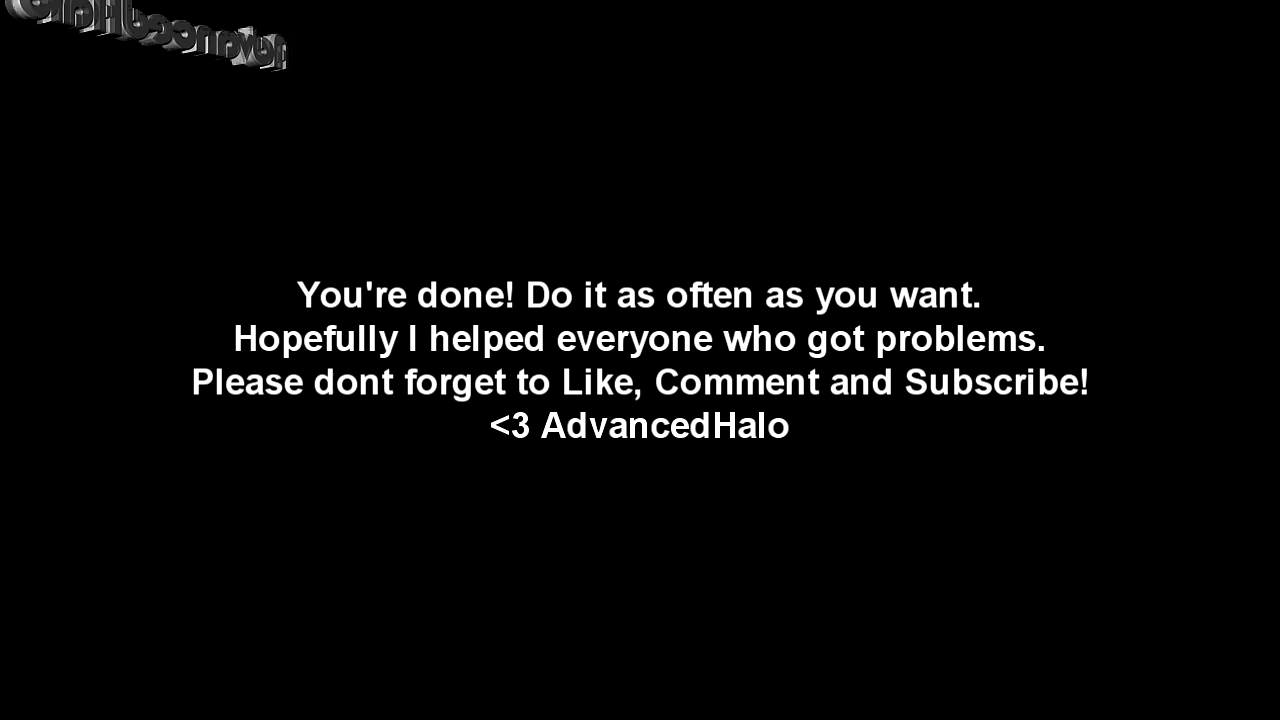 You're done! Do it as often as you want.
Hopefully I helped everyone who got problems.
Please dont forget to Like, Comment and Subscribe!
<3 AdvancedHalo